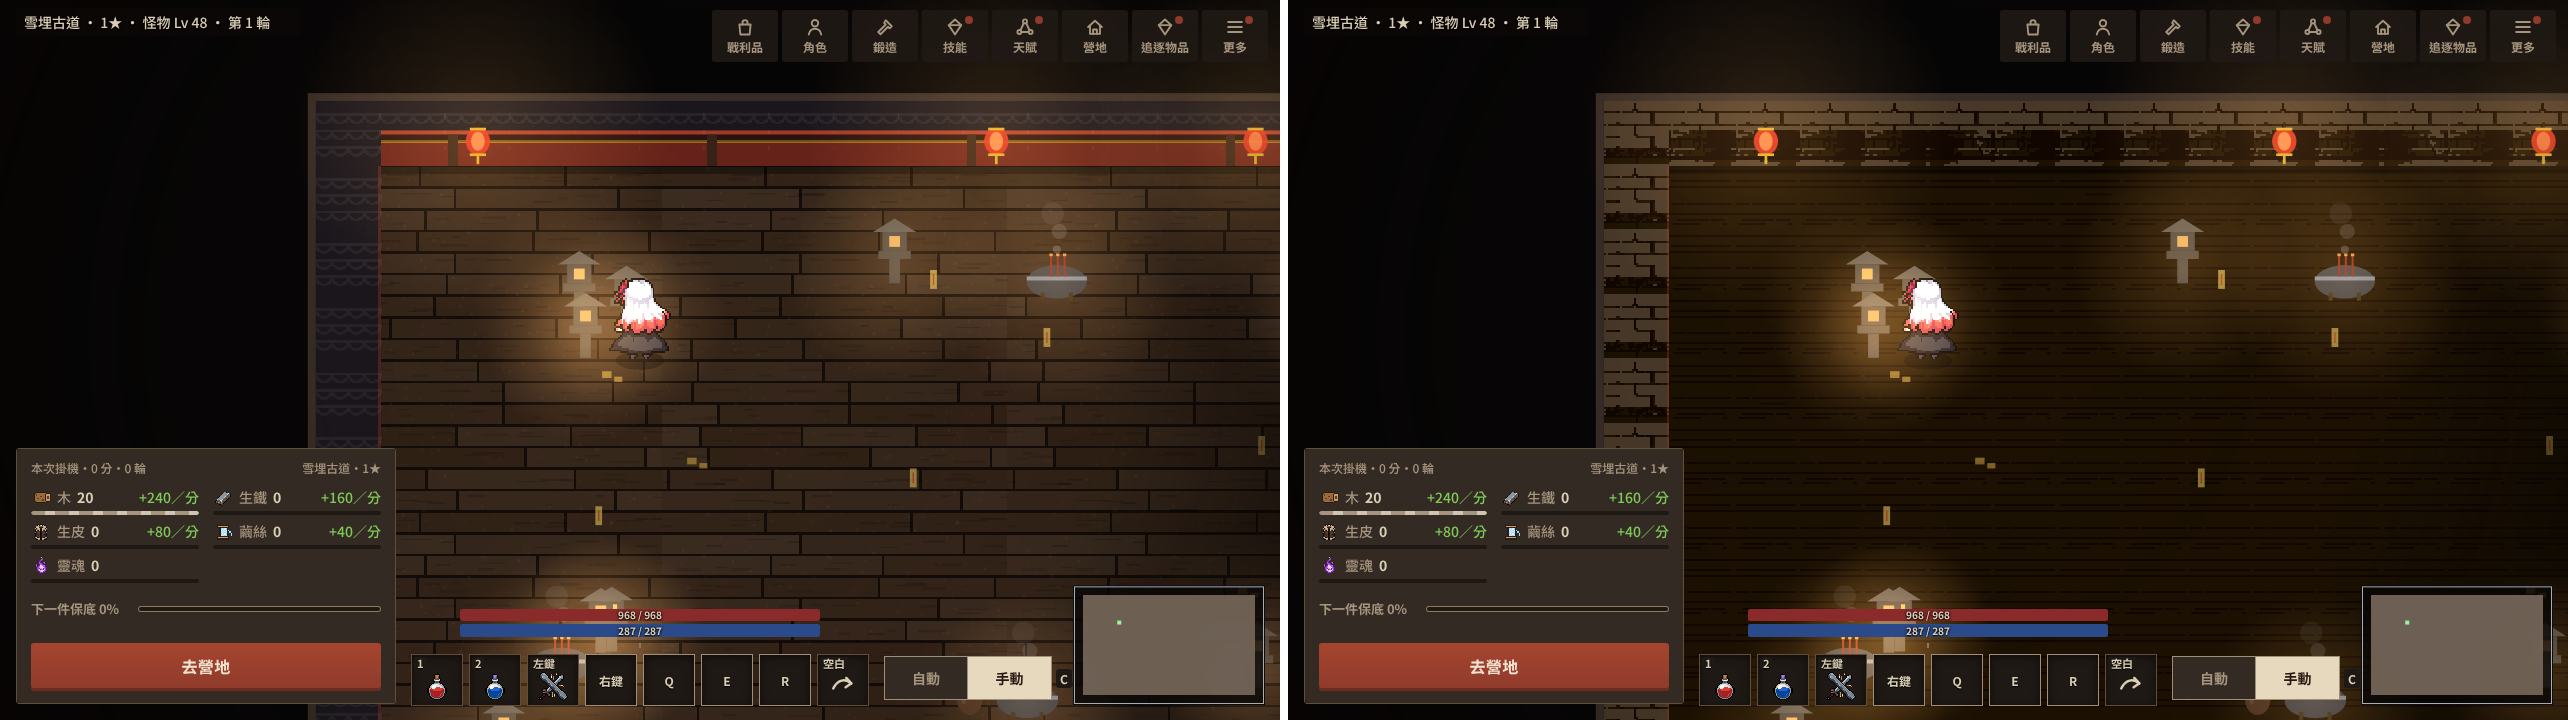 雪埋古道 · 1★ · 怪物 Lv 48 · 第 1 輪
戰利品 角色 鍛造 技能 天賦 營地 追逐物品 更多
本次掛機・0 分・0 輪 雪埋古道・1★
木 20 +240／分 生鐵 0 +160／分
生皮 0 +80／分 繭絲 0 +40／分
靈魂 0
下一件保底 0%
去營地
968 / 968
287 / 287
1 2 左鍵 右鍵 Q E R 空白 自動 手動 C
雪埋古道 · 1★ · 怪物 Lv 48 · 第 1 輪
戰利品 角色 鍛造 技能 天賦 營地 追逐物品 更多
本次掛機・0 分・0 輪 雪埋古道・1★
木 20 +240／分 生鐵 0 +160／分
生皮 0 +80／分 繭絲 0 +40／分
靈魂 0
下一件保底 0%
去營地
968 / 968
287 / 287
1 2 左鍵 右鍵 Q E R 空白 自動 手動 C